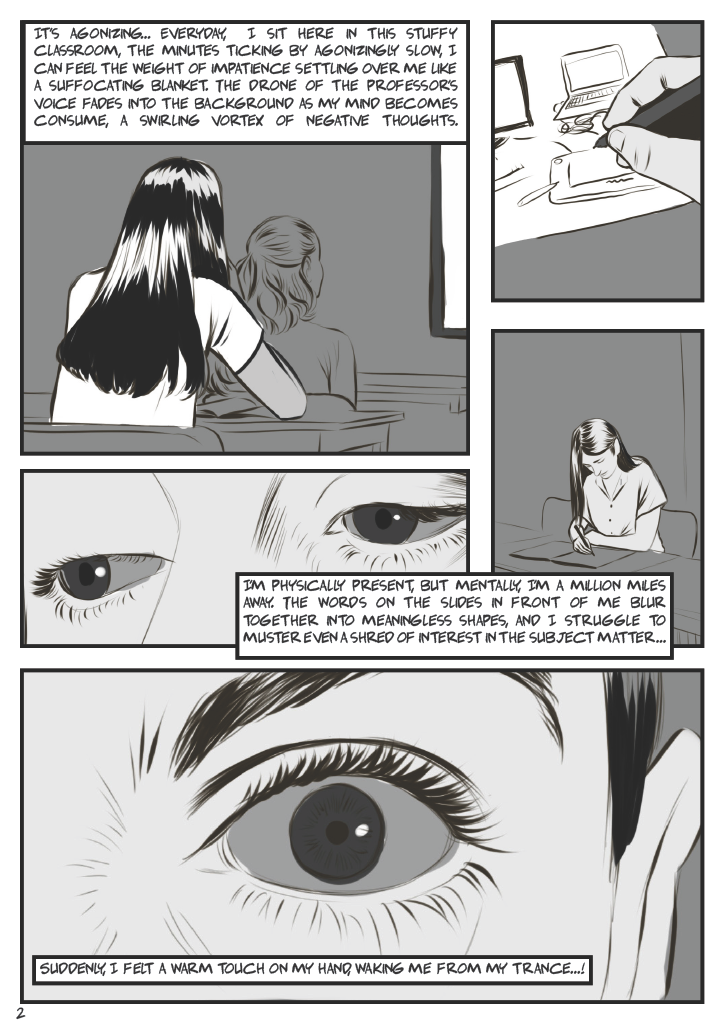 IT'S AGONIZING... EVERYDAY, I SIT HERE IN THIS STUFFY
CLASSROOM, THE MINUTES TICKING BY AGONIZINGLY SLOW, I
CAN FEEL THE WEIGHT OF IMPATIENCE SETTLING OVER ME LIKE
A SUFFOCATING BLANKET. THE DRONE OF THE PROFESSOR'S
VOICE FADES INTO THE BACKGROUND AS MY MIND BECOMES
CONSUME, A SWIRLING VORTEX OF NEGATIVE THOUGHTS.
I'M PHYSICALLY PRESENT, BUT MENTALLY, I'M A MILLION MILES
AWAY. THE WORDS ON THE SLIDES IN FRONT OF ME BLUR
TOGETHER INTO MEANINGLESS SHAPES, AND I STRUGGLE TO
MUSTER EVEN A SHRED OF INTEREST IN THE SUBJECT MATTER...
SUDDENLY, I FELT A WARM TOUCH ON MY HAND, WAKING ME FROM MY TRANCE...!
2